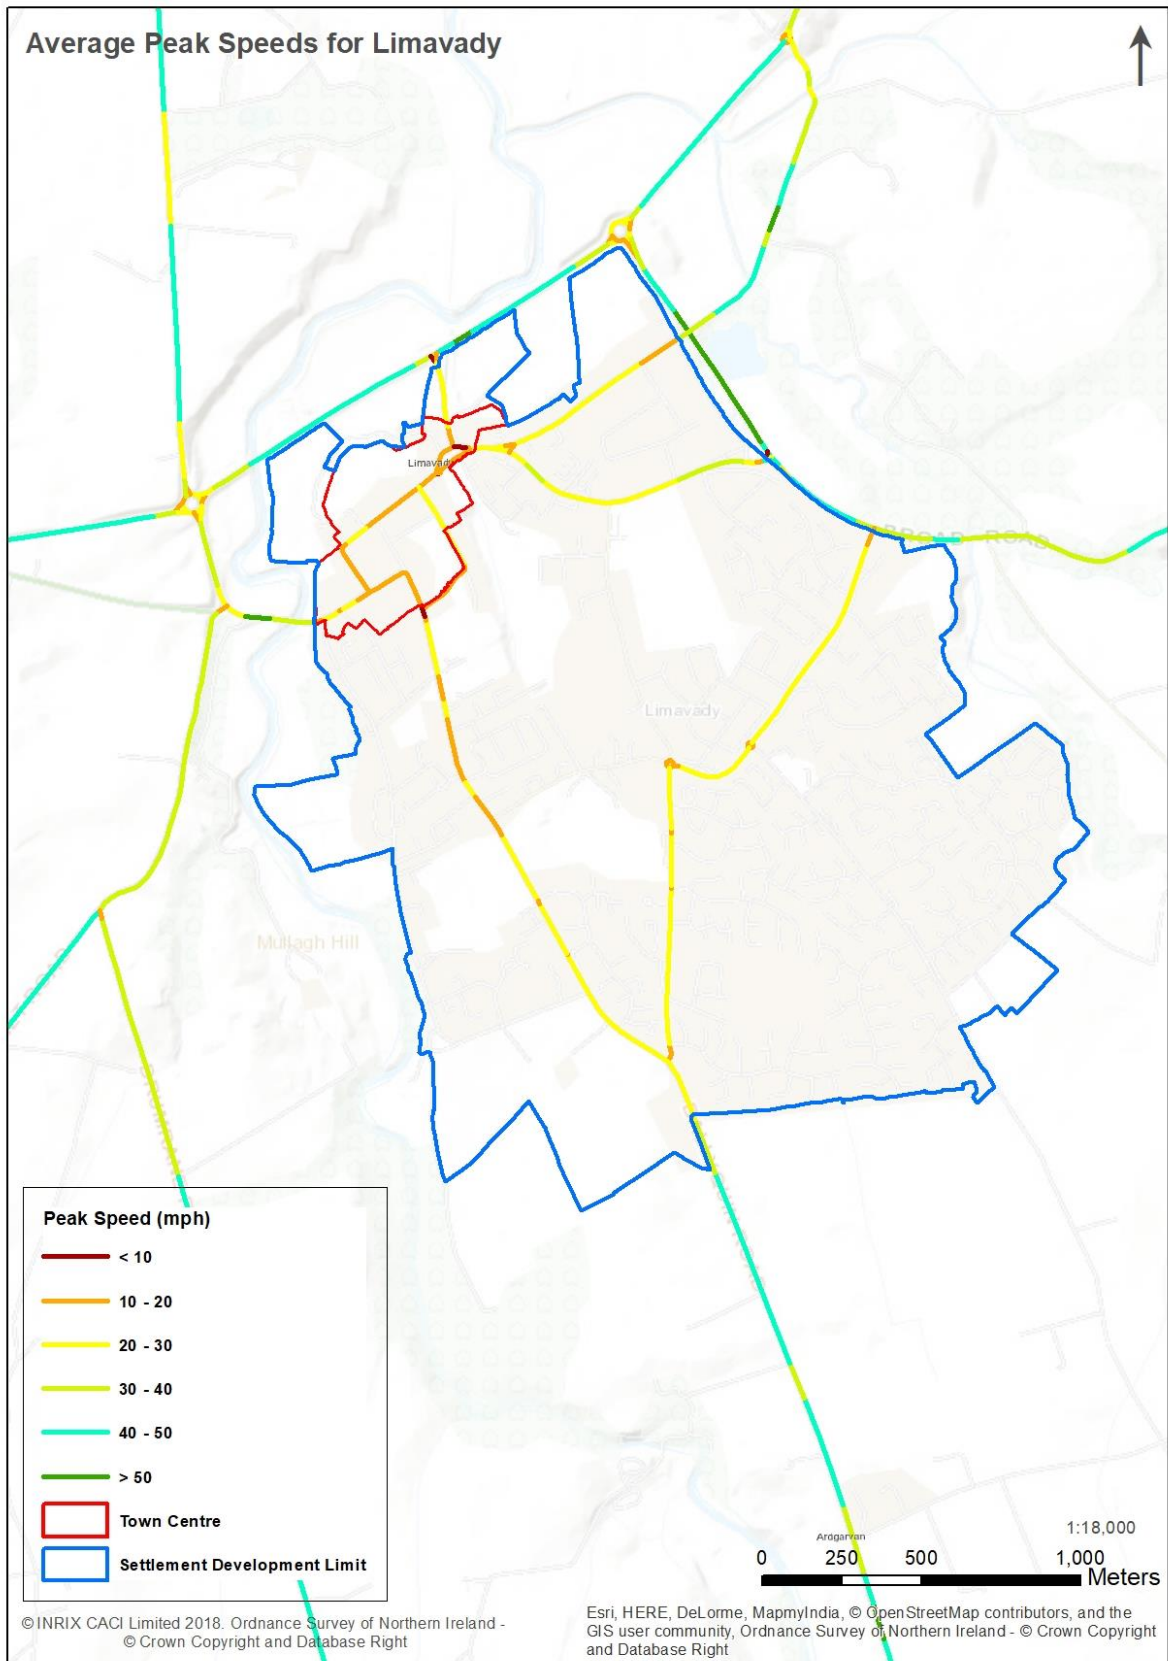 Average Peak Speeds for Limavady
Limavady
BROAD ROAD
Limavady
Mullagh Hill
Peak Speed (mph)
< 10
10 - 20
20 - 30
30 - 40
40 - 50
> 50
Town Centre
Settlement Development Limit
Ardgarvan
1:18,000
0 250 500 1,000
Meters
©INRIX CACI Limited 2018. Ordnance Survey of Northern Ireland -
© Crown Copyright and Database Right
Esri, HERE, DeLorme, MapmyIndia, © OpenStreetMap contributors, and the
GIS user community, Ordnance Survey of Northern Ireland - © Crown Copyright
and Database Right